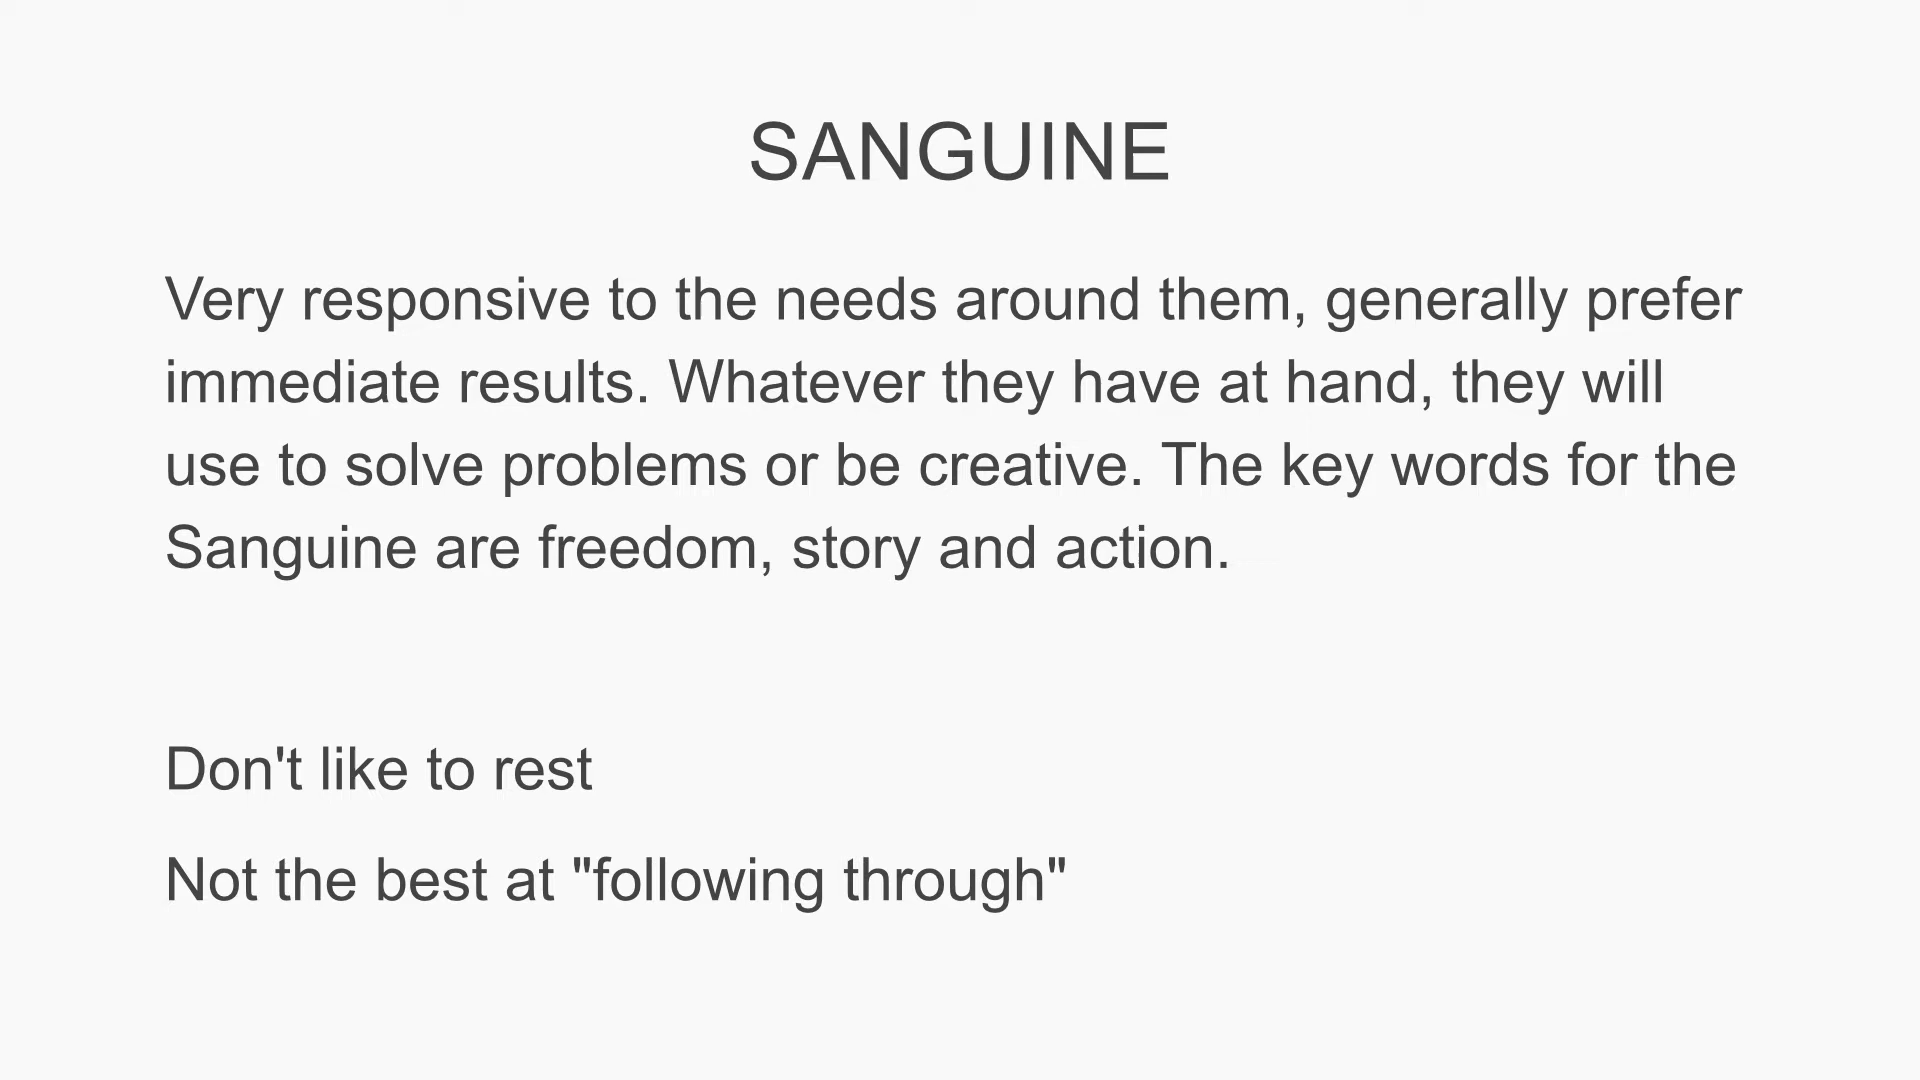 SANGUINE
Very responsive to the needs around them, generally prefer
immediate results. Whatever they have at hand, they will
use to solve problems or be creative. The key words for the
Sanguine are freedom, story and action.
Don't like to rest
Not the best at "following through"